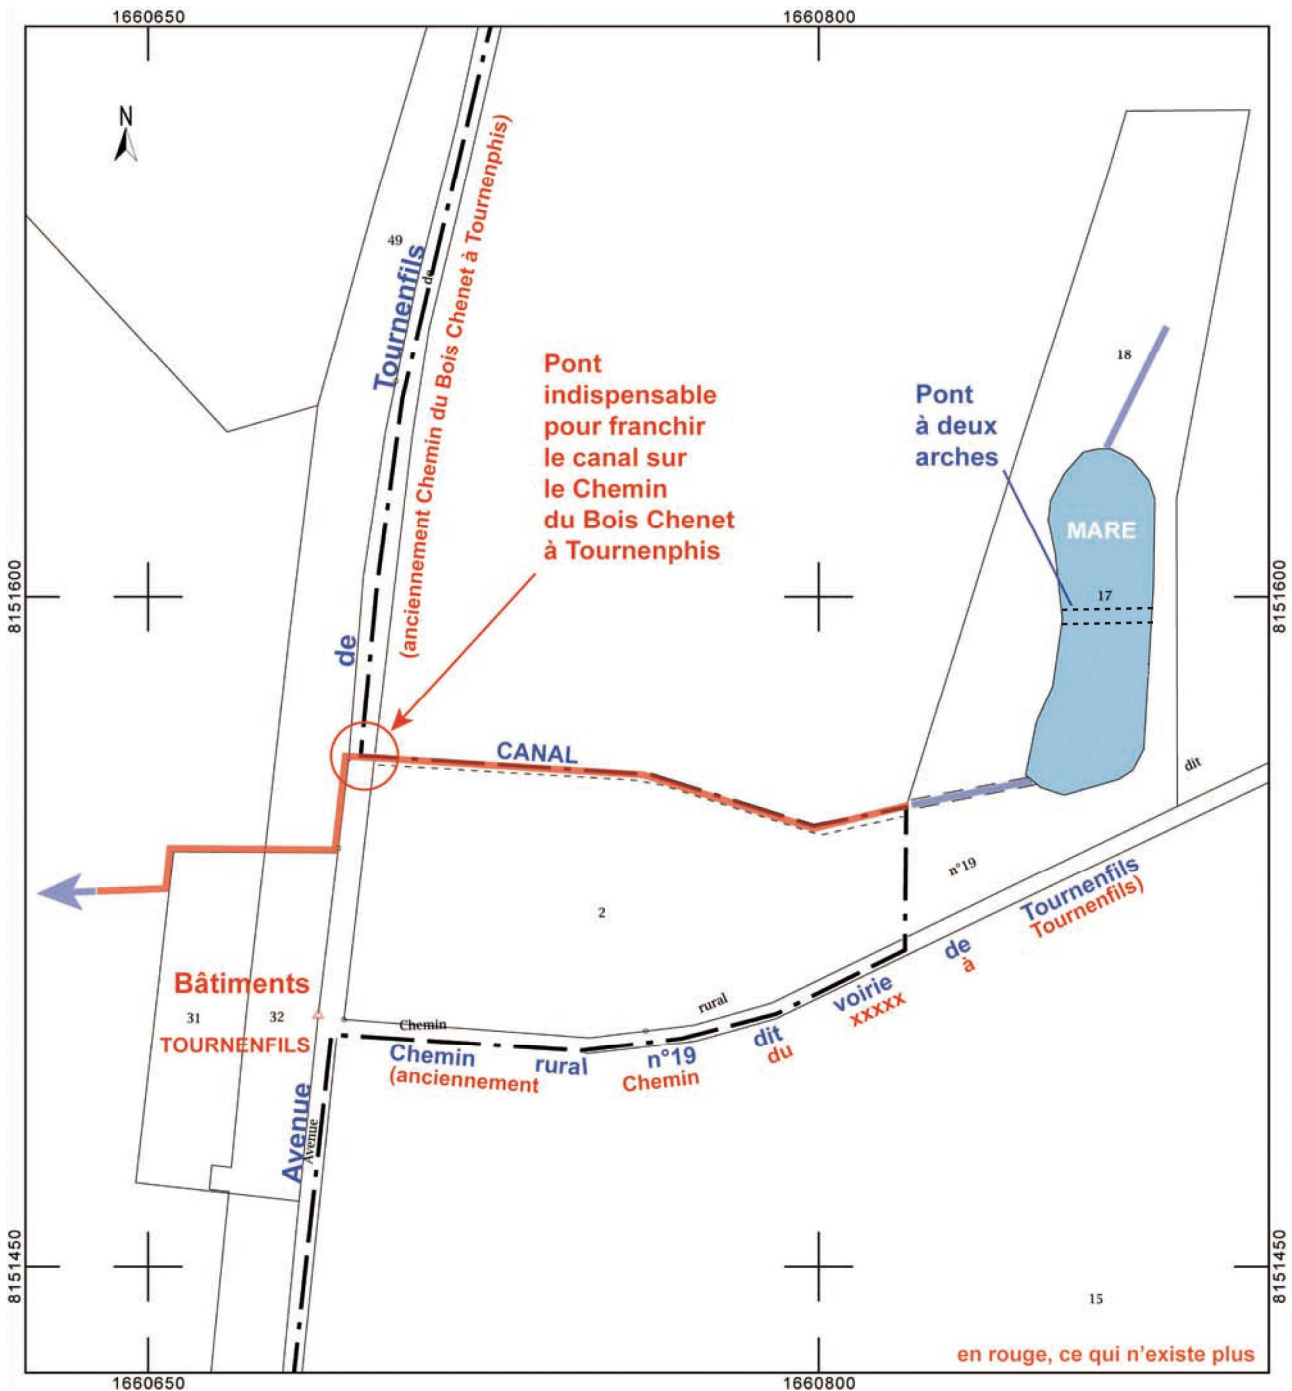 1660650
1660800
N
49
Tournenfils
de
(anciennement Chemin du Bois Chenet à Tournenphis)
Pont
indispensable
pour franchir
le canal sur
le Chemin
du Bois Chenet
à Tournenphis
18
Pont
à deux
arches
MARE
17
8151600
8151600
de
CANAL
dit
n°19
2
Tournenfils
Tournenfils)
de
à
voirie
xxxxx
rural
Bâtiments
31
32
TOURNENFILS
Chemin
Chemin
rural
n°19
dit
du
(anciennement
Chemin
Avenue
Avenue
8151450
8151450
15
en rouge, ce qui n’existe plus
1660650
1660800